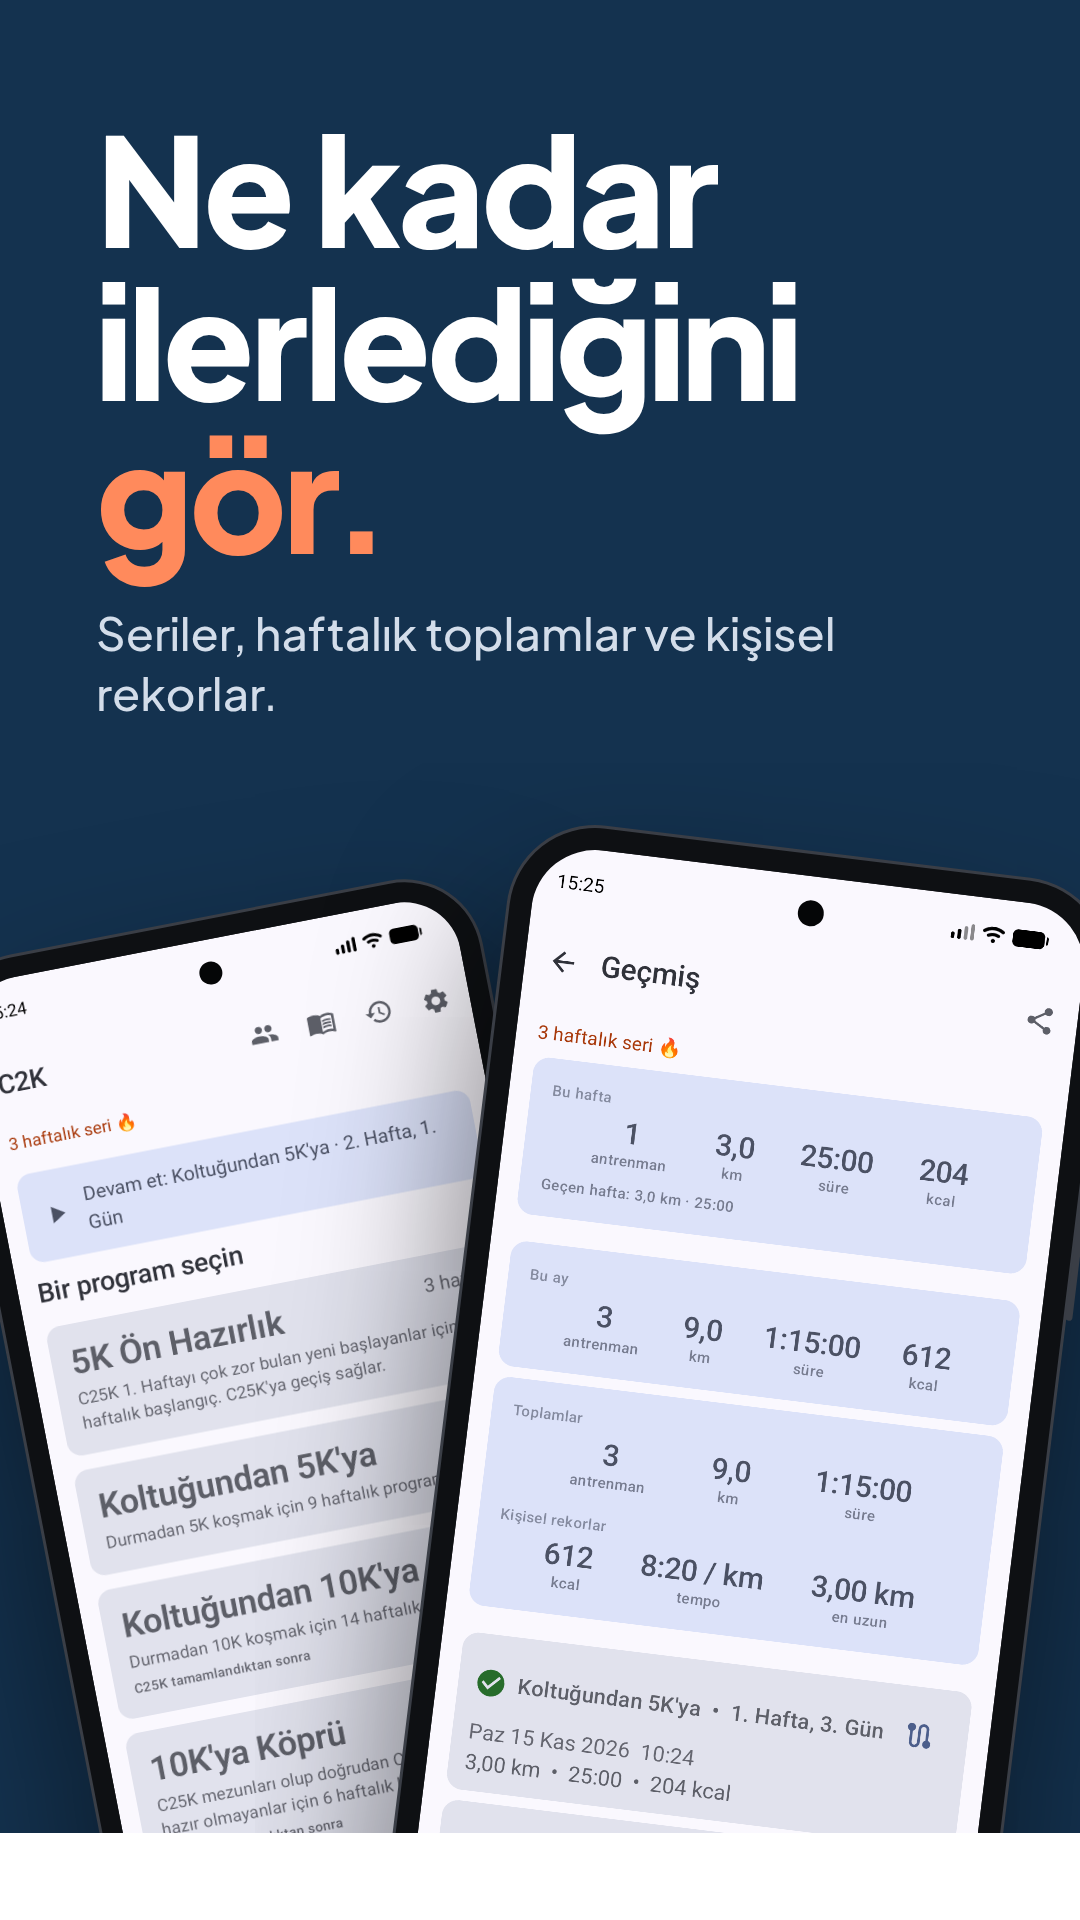 Ne kadar
ilerlediğini
gör.
Seriler, haftalık toplamlar ve kişisel
rekorlar.
C2K
3 haftalık seri 🔥
Devam et: Koltuğundan 5K'ya · 2. Hafta, 1.
Gün
Bir program seçin
5K Ön Hazırlık
C25K 1. Haftayı çok zor bulan yeni başlayanlar için
haftalık başlangıç. C25K'ya geçiş sağlar.
Koltuğundan 5K'ya
Durmadan 5K koşmak için 9 haftalık
Koltuğundan 10K'ya
Durmadan 10K koşmak için 14 haftalık
C25K tamamlandıktan sonra
10K'ya Köprü
C25K mezunları olup doğrudan
hazır olmayanlar için 6 haftalık
sonra
15:25
Geçmiş
3 haftalık seri 🔥
Bu hafta
1 3,0 25:00 204
antrenman km süre kcal
Geçen hafta: 3,0 km · 25:00
Bu ay
3 9,0 1:15:00 612
antrenman km süre kcal
Toplamlar
3 9,0 1:15:00
antrenman km süre
Kişisel rekorlar
612 8:20 / km 3,00 km
kcal tempo en uzun
Koltuğundan 5K'ya • 1. Hafta, 3. Gün
Paz 15 Kas 2026 10:24
3,00 km • 25:00 • 204 kcal